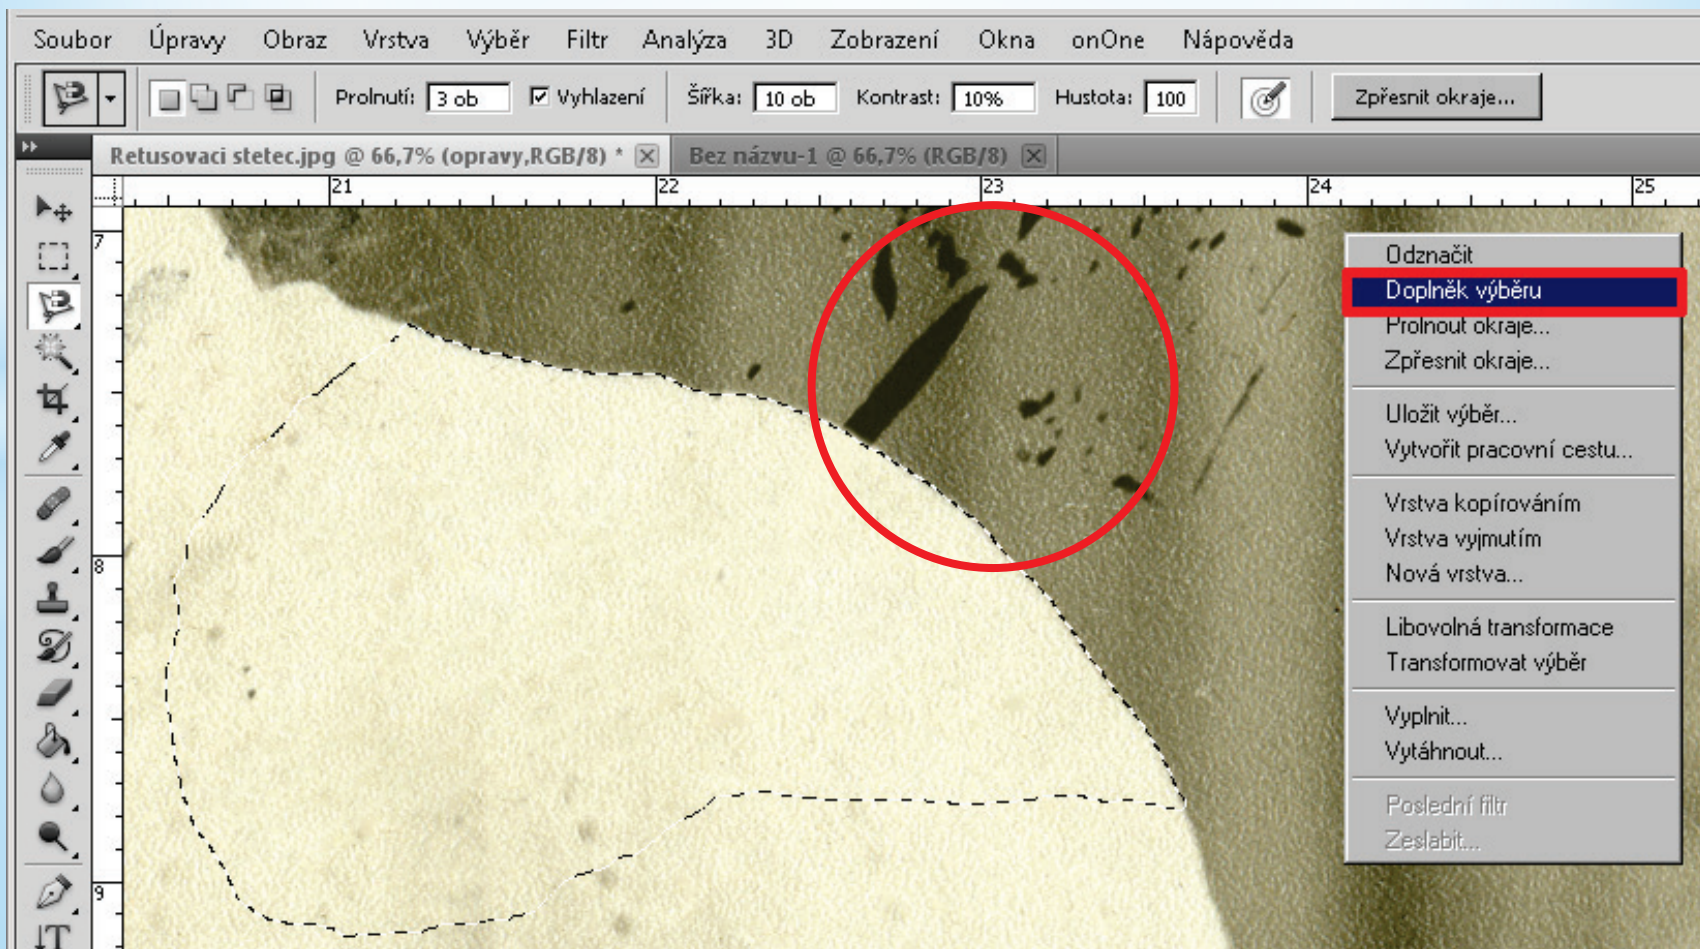 Soubor Úpravy Obraz Vrstva Výběr Filtr Analýza 3D Zobrazení Okna onOne Nápověda
Prolnutí: 3 ob Vyhlazení Šířka: 10 ob Kontrast: 10% Hustota: 100 Zpřesnit okraje...
Retusovaci stetec.jpg @ 66,7% (opravy,RGB/8) * Bez názvu-1 @ 66,7% (RGB/8)
21 22 23 24 25
7
8
9
Odznačit
Doplněk výběru
Prolnout okraje...
Zpřesnit okraje...
Uložit výběr...
Vytvořit pracovní cestu...
Vrstva kopírováním
Vrstva vyjmutím
Nová vrstva...
Libovolná transformace
Transformovat výběr
Vyplnit...
Vytáhnout...
Poslední filtr
Zeslabit...